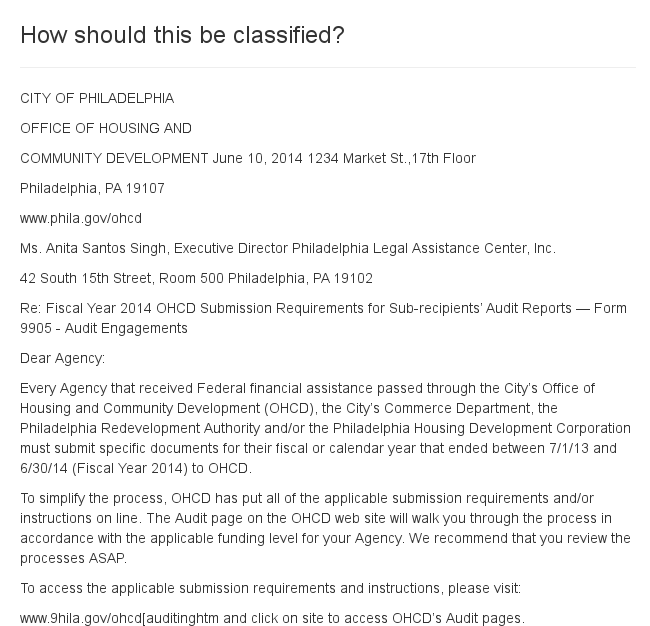 How should this be classified?
CITY OF PHILADELPHIA
OFFICE OF HOUSING AND
COMMUNITY DEVELOPMENT June 10, 2014 1234 Market St.,17th Floor
Philadelphia, PA 19107
www.phila.gov/ohcd
Ms. Anita Santos Singh, Executive Director Philadelphia Legal Assistance Center, Inc.
42 South 15th Street, Room 500 Philadelphia, PA 19102
Re: Fiscal Year 2014 OHCD Submission Requirements for Sub-recipients' Audit Reports — Form
9905 - Audit Engagements
Dear Agency:
Every Agency that received Federal financial assistance passed through the City's Office of
Housing and Community Development (OHCD), the City's Commerce Department, the
Philadelphia Redevelopment Authority and/or the Philadelphia Housing Development Corporation
must submit specific documents for their fiscal or calendar year that ended between 7/1/13 and
6/30/14 (Fiscal Year 2014) to OHCD.
To simplify the process, OHCD has put all of the applicable submission requirements and/or
instructions on line. The Audit page on the OHCD web site will walk you through the process in
accordance with the applicable funding level for your Agency. We recommend that you review the
processes ASAP.
To access the applicable submission requirements and instructions, please visit:
www.9hila.gov/ohcd[auditinghtm and click on site to access OHCD's Audit pages.